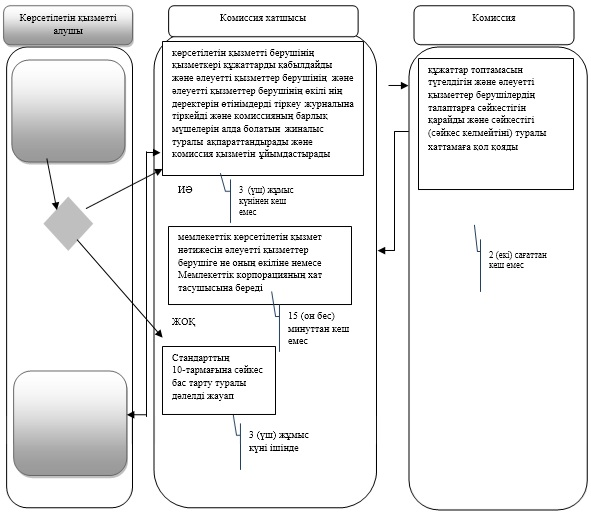 Көрсетілетін қызметті
алушы
Комиссия хатшысы
Комиссия
көрсетілетін қызметті берушінің
қызметкері құжаттарды қабылдайды
және әлеуетті қызметтер берушінің  және
әлеуетті қызметтер берушінің өкілі нің
деректерін өтінімдерді тіркеу журналына
тіркейді және комиссияның барлық
мүшелерін алда болатын  жиналыс
туралы ақпараттандырады және
комиссия қызметін ұйымдастырады
ИӘ
3  (үш) жұмыс
күнінен кеш
емес
мемлекеттік көрсетілетін қызмет
нәтижесін әлеуетті қызметтер
берушіге не оның өкіліне немесе
Мемлекеттік корпорацияның хат
тасушысына береді
ЖОҚ
15 (он бес)
минуттан кеш
емес
Стандарттың
10-тармағына сәйкес
бас тарту туралы
дәлелді жауап
3 (үш) жұмыс
күні ішінде
құжаттар топтамасын
түгелдігін және әлеуетті
қызметтер берушілердің
талаптарға сәйкестігін
қарайды және сәйкестігі
(сәйкес келмейтіні) туралы
хаттамаға қол қояды
2 (екі) сағаттан
кеш емес